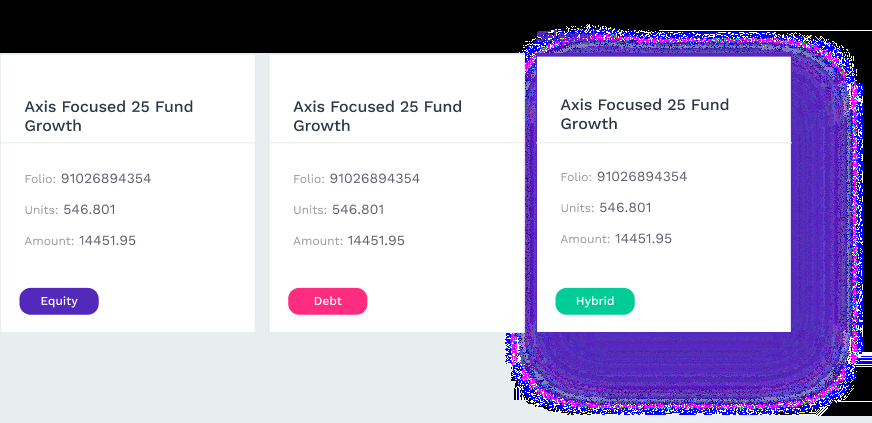 Axis Focused 25 Fund
Growth
Folio: 91026894354
Units: 546.801
Amount: 14451.95
Equity
Axis Focused 25 Fund
Growth
Folio: 91026894354
Units: 546.801
Amount: 14451.95
Debt
Axis Focused 25 Fund
Growth
Folio: 91026894354
Units: 546.801
Amount: 14451.95
Hybrid